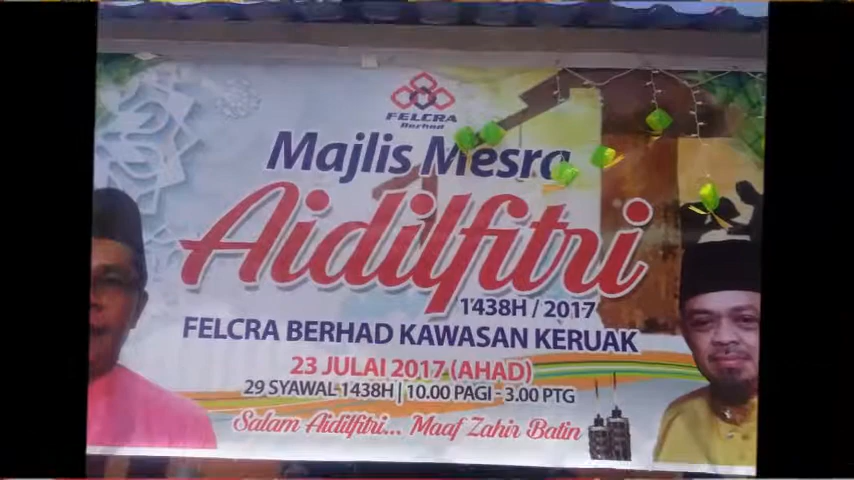 FELCRA
Berhad
Majlis Mesra
Aidilfitri
1438H / 2017
FELCRA BERHAD KAWASAN KERUAK
23 JULAI 2017 (AHAD)
29 SYAWAL 1438H | 10.00 PAGI - 3.00 PTG
Salam Aidilfitri... Maaf Zahir Batin